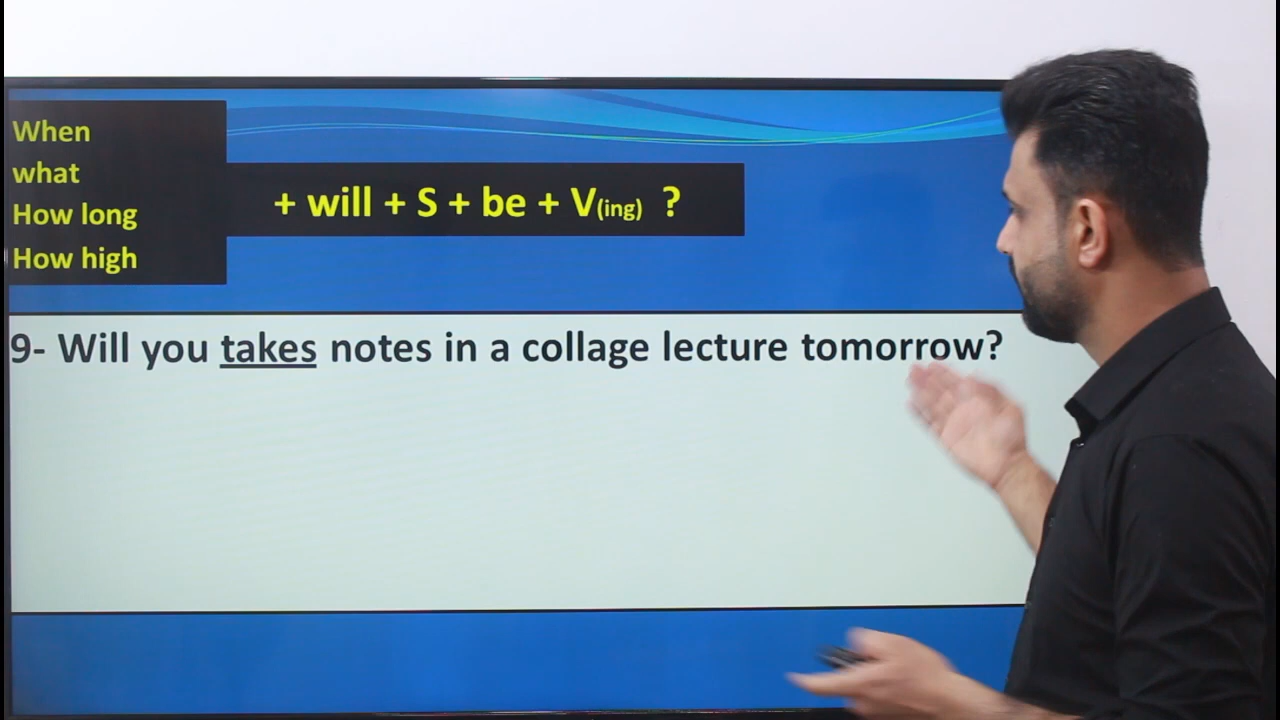 When
what
How long
How high
+ will + S + be + V(ing) ?
9- Will you takes notes in a collage lecture tomorrow?